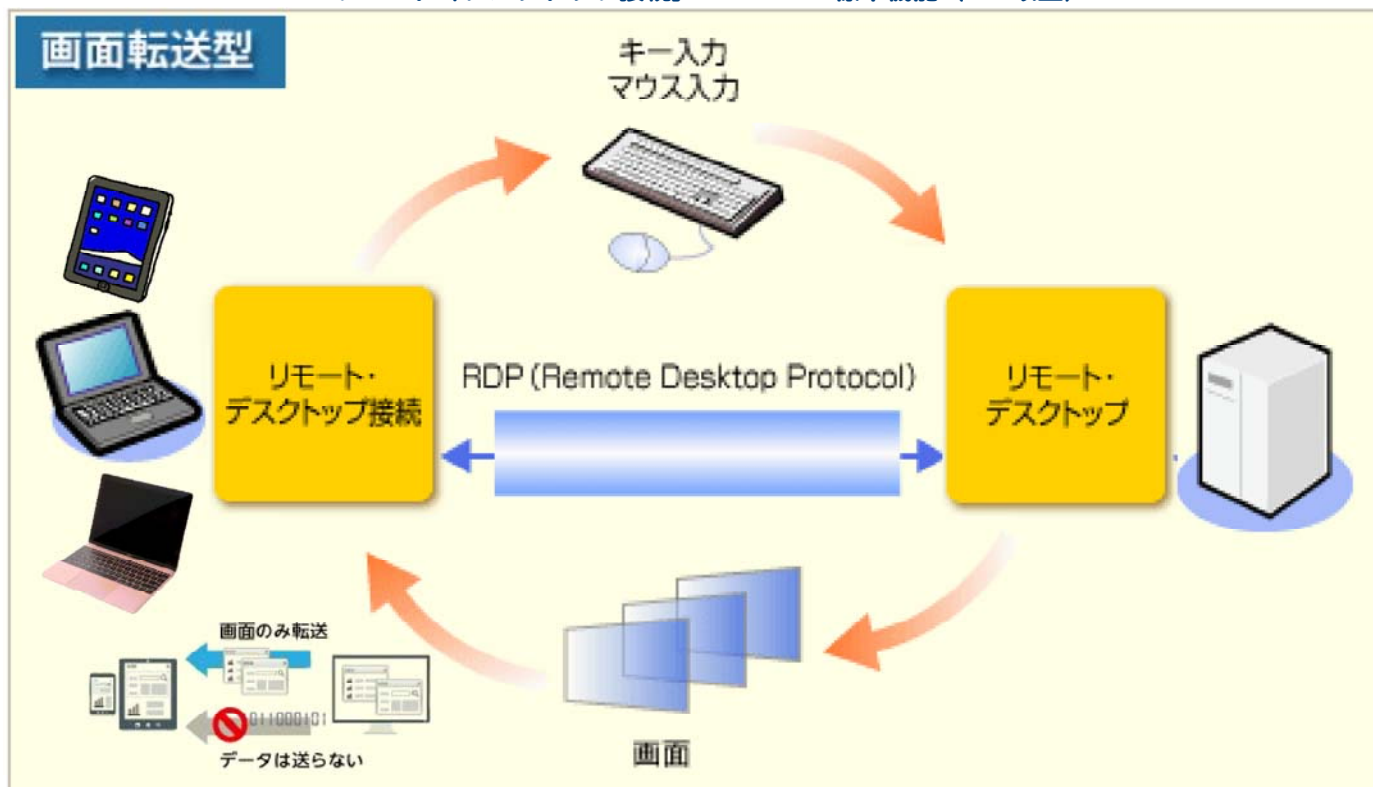 画面転送型
キー入力
マウス入力
リモート・
デスクトップ接続
RDP(Remote Desktop Protocol)
リモート・
デスクトップ
画面のみ転送
1011000101
データは送らない
画面